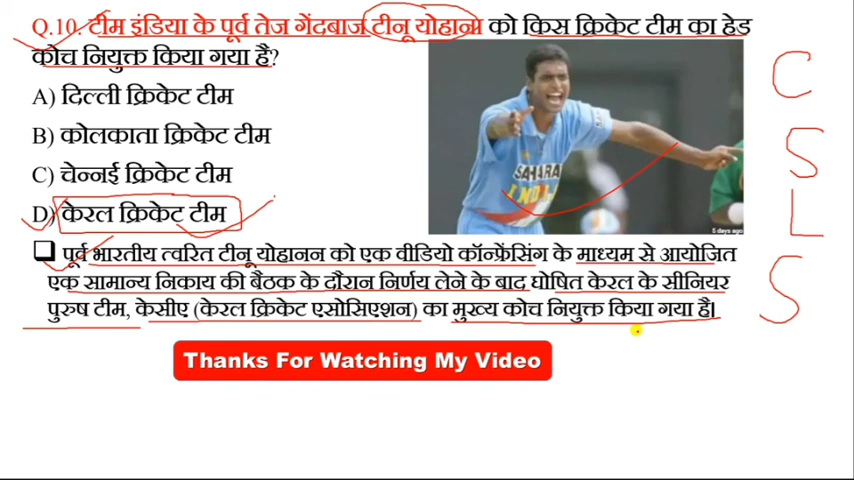 Q.10. टीम इंडिया के पूर्व तेज गेंदबाज टीनू योहानन को किस क्रिकेट टीम का हेड
कोच नियुक्त किया गया है?
A) दिल्ली क्रिकेट टीम
B) कोलकाता क्रिकेट टीम
C) चेन्नई क्रिकेट टीम
D) केरल क्रिकेट टीम
SAHARA
INDIA
5 days ago
C
S
L
S
पूर्व भारतीय त्वरित टीनू योहानन को एक वीडियो कॉन्फ्रेंसिंग के माध्यम से आयोजित
एक सामान्य निकाय की बैठक के दौरान निर्णय लेने के बाद घोषित केरल के सीनियर
पुरुष टीम, केसीए (केरल क्रिकेट एसोसिएशन) का मुख्य कोच नियुक्त किया गया है।
Thanks For Watching My Video